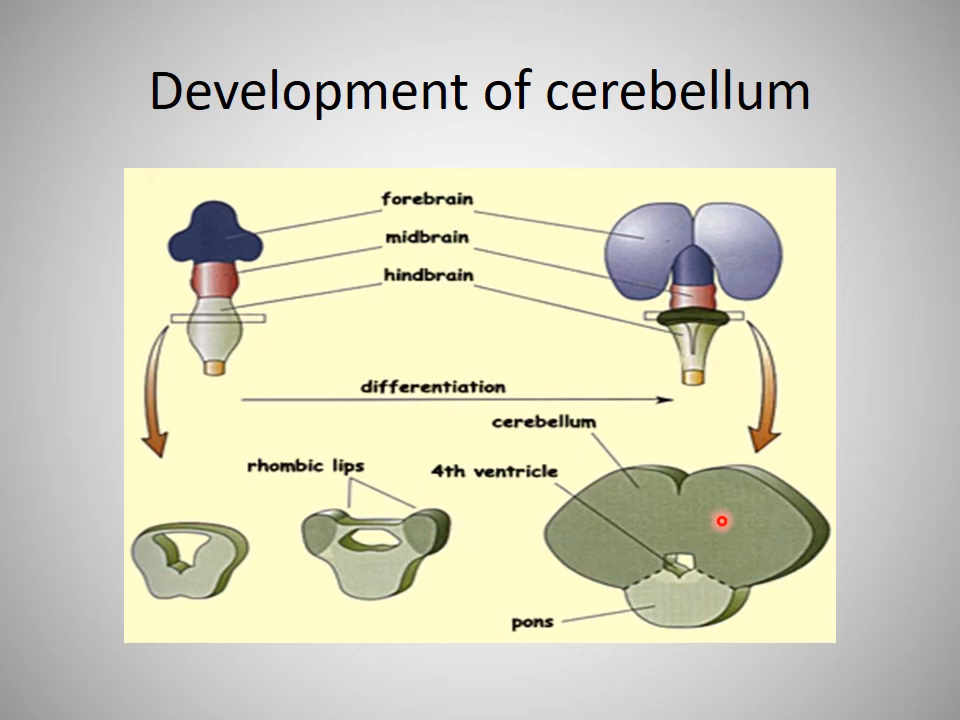 Development of cerebellum
forebrain
midbrain
hindbrain
differentiation
cerebellum
rhombic lips
4th ventricle
pons